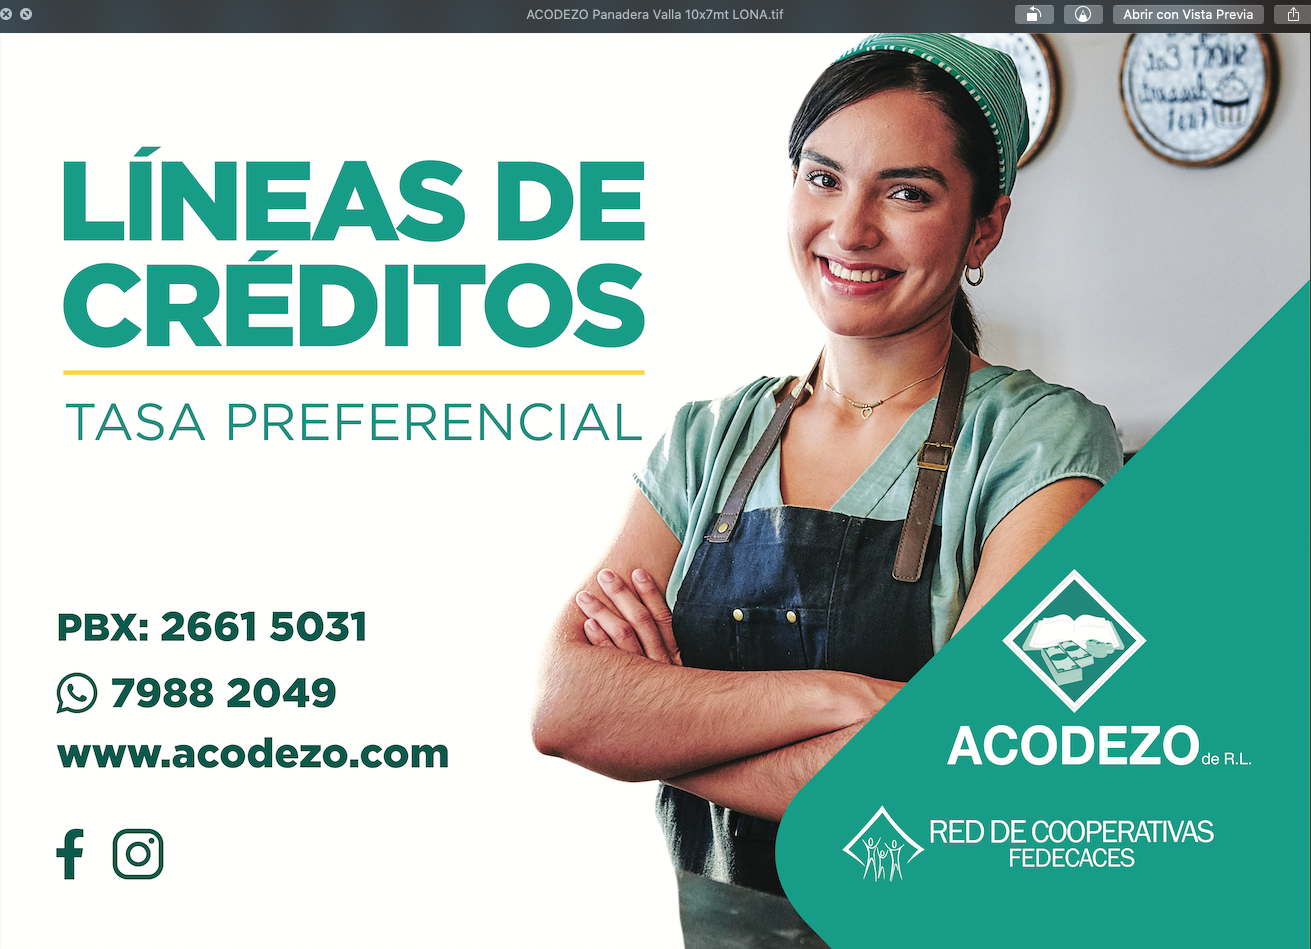 ACODEZO Panadera Valla 10x7mt LONA.tif
Abrir con Vista Previa
LÍNEAS DE
CRÉDITOS
TASA PREFERENCIAL
PBX: 2661 5031
7988 2049
www.acodezo.com
ACODEZO de R.L.
RED DE COOPERATIVAS
FEDECACES